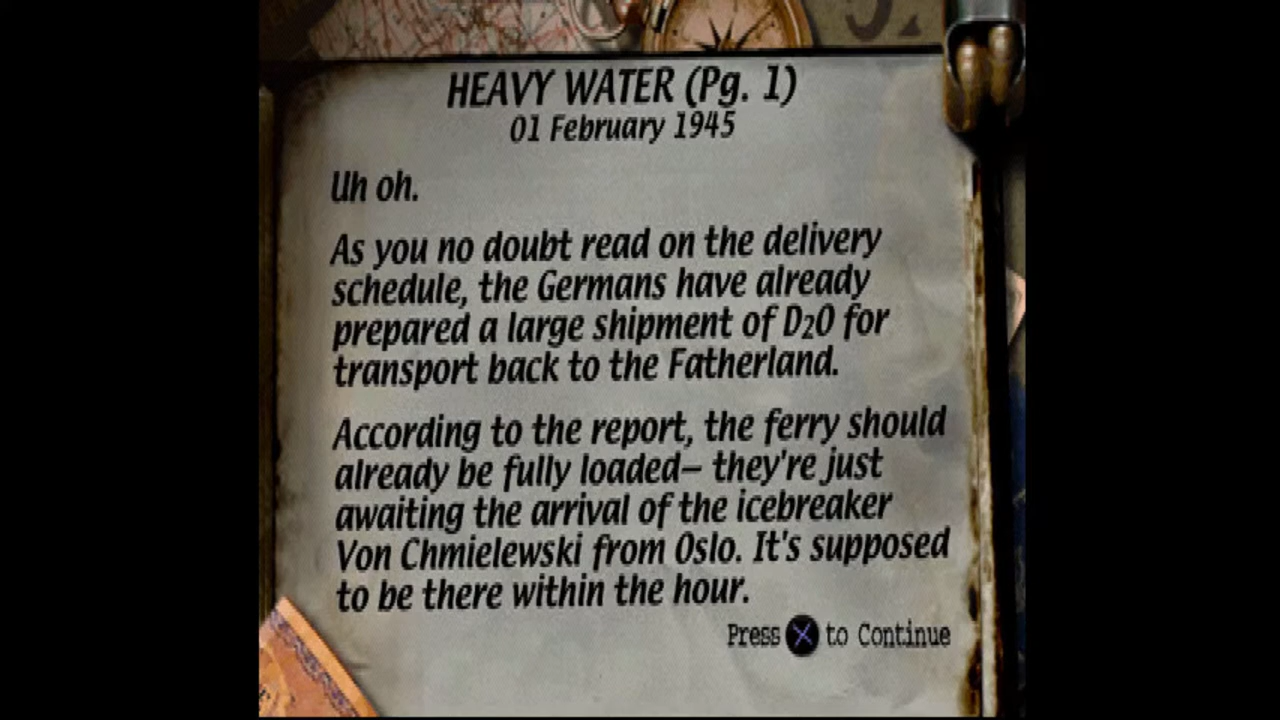 HEAVY WATER (Pg. 1)
01 February 1945
Uh oh.
As you no doubt read on the delivery
schedule, the Germans have already
prepared a large shipment of D₂O for
transport back to the Fatherland.
According to the report, the ferry should
already be fully loaded– they're just
awaiting the arrival of the icebreaker
Von Chmielewski from Oslo. It's supposed
to be there within the hour.
Press X to Continue